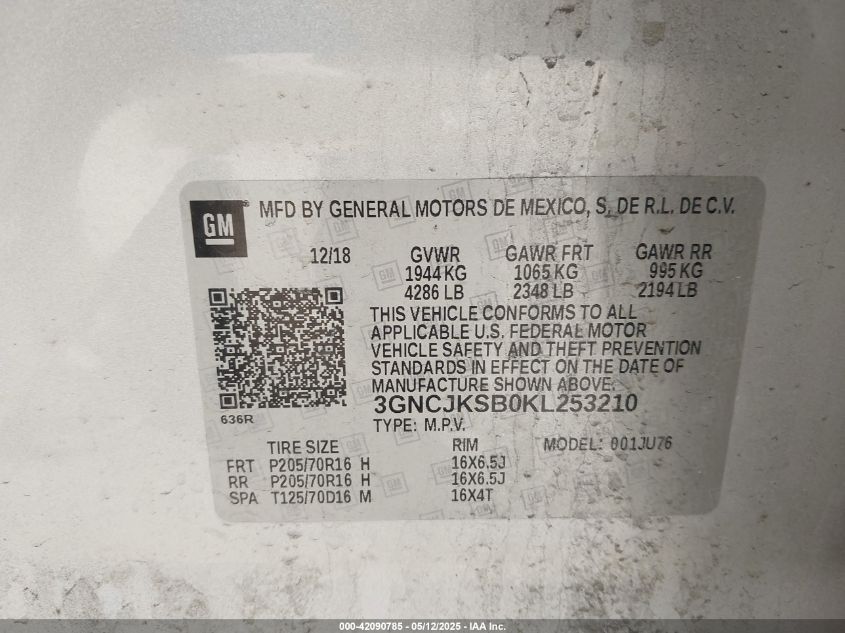 GM ® MFD BY GENERAL MOTORS DE MEXICO, S. DE R.L. DE C.V.
12/18 GVWR GAWR FRT GAWR RR
1944 KG 1065 KG 995 KG
4286 LB 2348 LB 2194 LB
THIS VEHICLE CONFORMS TO ALL
APPLICABLE U.S. FEDERAL MOTOR
VEHICLE SAFETY AND THEFT PREVENTION
STANDARDS IN EFFECT ON THE DATE OF
MANUFACTURE SHOWN ABOVE.
3GNCJKSB0KL253210
636R
TYPE: M.P.V.
TIRE SIZE RIM MODEL: 001JU76
FRT P205/70R16 H 16X6.5J
RR P205/70R16 H 16X6.5J
SPA T125/70D16 M 16X4T
000-42090785 - 05/12/2025 - IAA Inc.